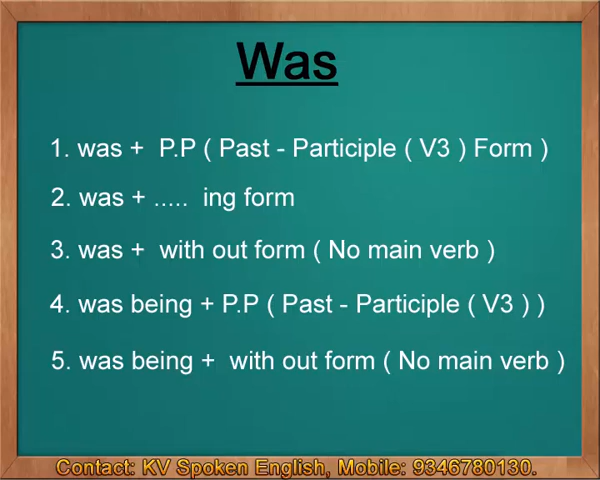 Was
1. was + P.P ( Past - Participle ( V3 ) Form )
2. was + ..... ing form
3. was + with out form ( No main verb )
4. was being + P.P ( Past - Participle ( V3 ) )
5. was being + with out form ( No main verb )
Contact: KV Spoken English, Mobile: 9346780130.